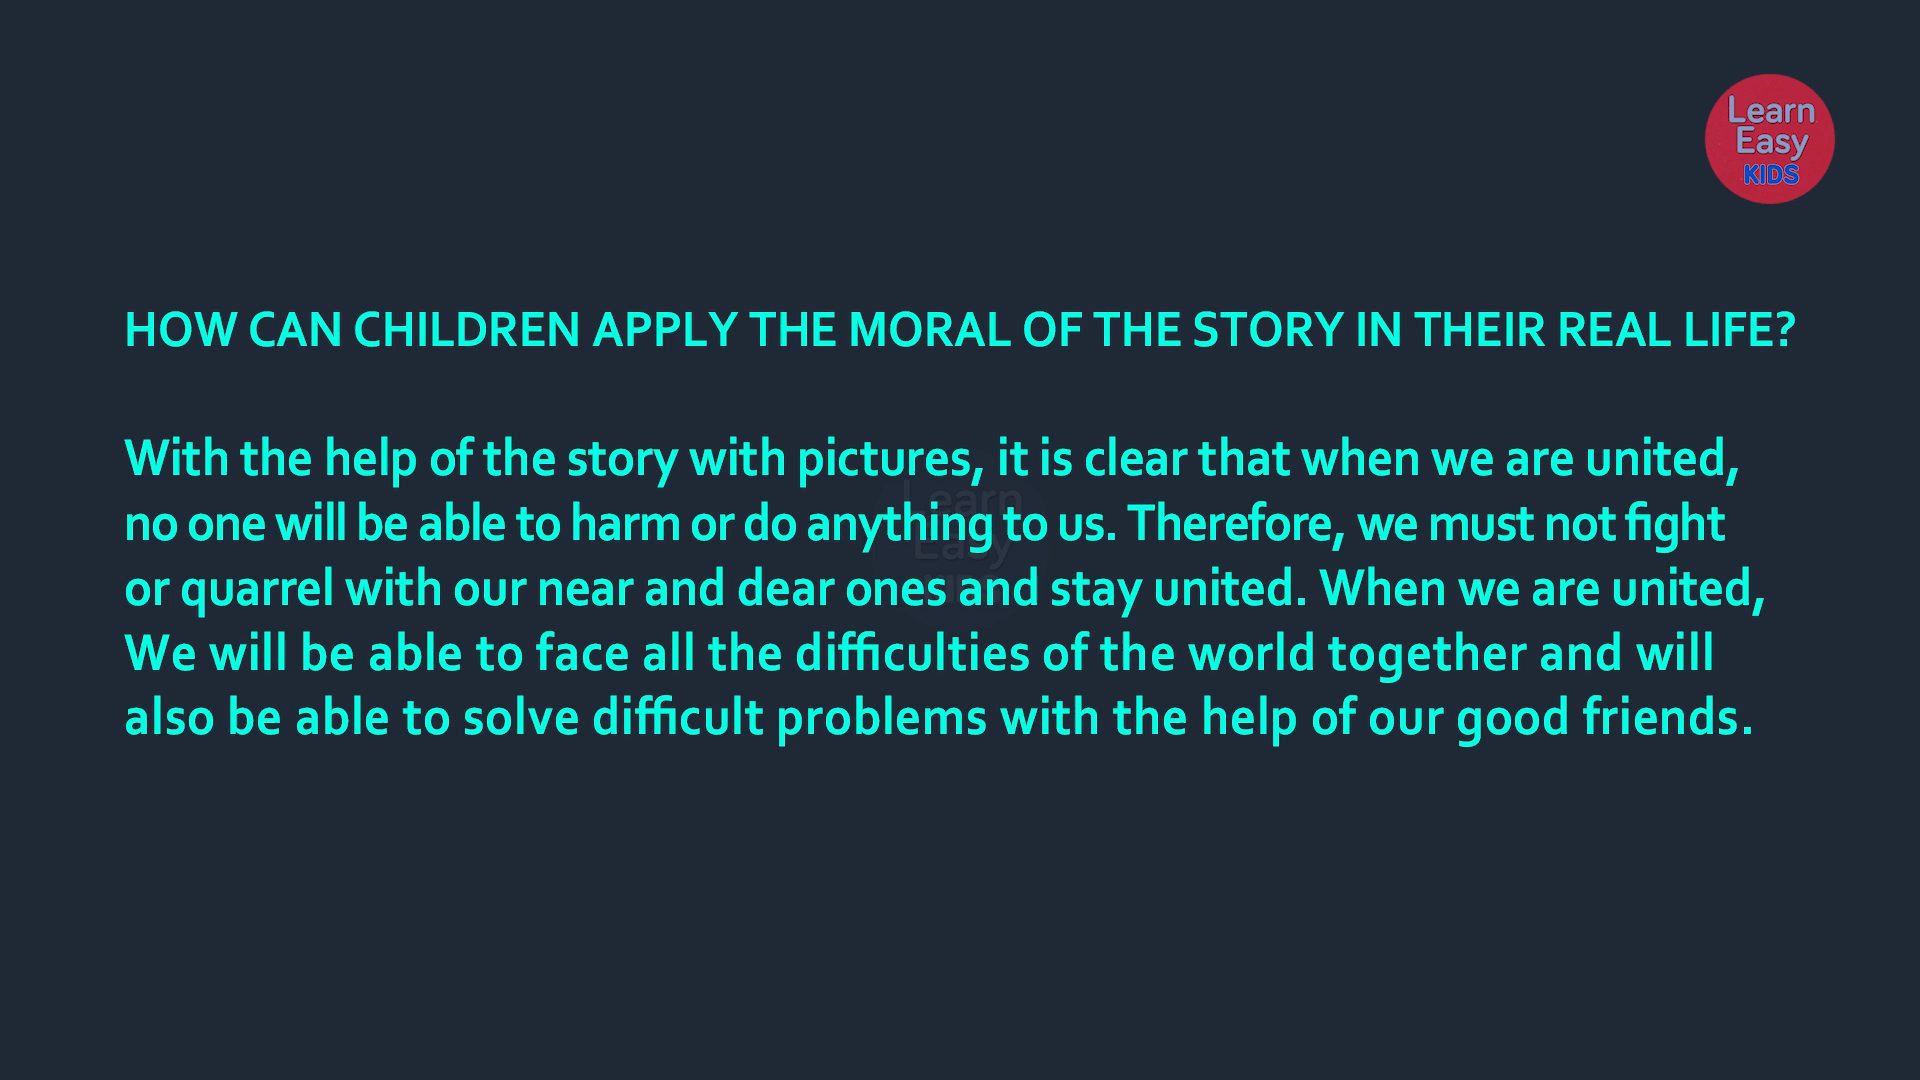 Learn
Easy
KIDS
HOW CAN CHILDREN APPLY THE MORAL OF THE STORY IN THEIR REAL LIFE?
With the help of the story with pictures, it is clear that when we are united,
no one will be able to harm or do anything to us. Therefore, we must not fight
or quarrel with our near and dear ones and stay united. When we are united,
We will be able to face all the difficulties of the world together and will
also be able to solve difficult problems with the help of our good friends.
Learn
Easy
KIDS